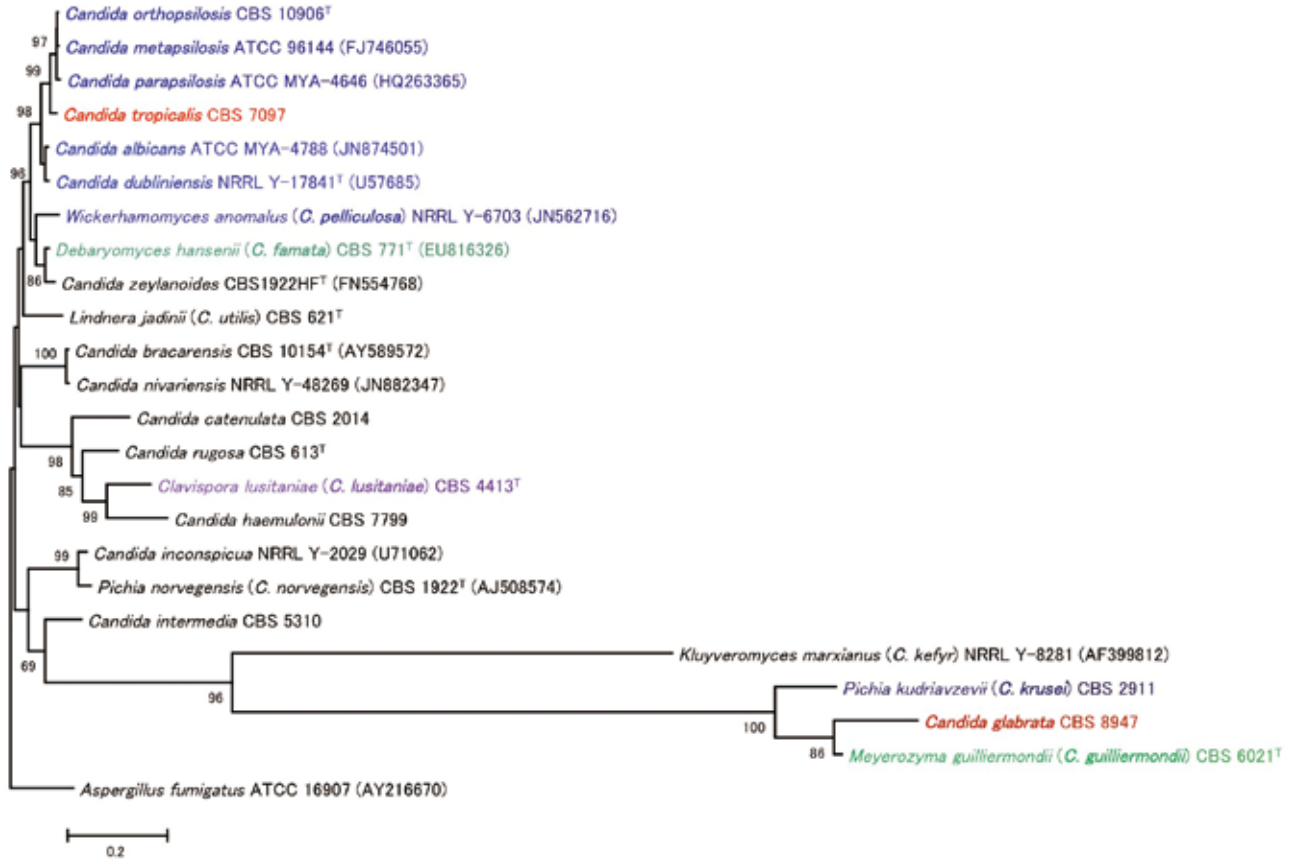 Candida orthopsilosis CBS 10906ᵀ
97
Candida metapsilosis ATCC 96144 (FJ746055)
99
Candida parapsilosis ATCC MYA-4646 (HQ263365)
98
Candida tropicalis CBS 7097
Candida albicans ATCC MYA-4788 (JN874501)
96
Candida dubliniensis NRRL Y-17841ᵀ (U57685)
Wickerhamomyces anomalus (C. pelliculosa) NRRL Y-6703 (JN562716)
Debaryomyces hansenii (C. famata) CBS 771ᵀ (EU816326)
86
Candida zeylanoides CBS1922HFᵀ (FN554768)
Lindnera jadinii (C. utilis) CBS 621ᵀ
100
Candida bracarensis CBS 10154ᵀ (AY589572)
Candida nivariensis NRRL Y-48269 (JN882347)
Candida catenulata CBS 2014
98
Candida rugosa CBS 613ᵀ
85
Clavispora lusitaniae (C. lusitaniae) CBS 4413ᵀ
99
Candida haemulonii CBS 7799
99
Candida inconspicua NRRL Y-2029 (U71062)
Pichia norvegensis (C. norvegensis) CBS 1922ᵀ (AJ508574)
Candida intermedia CBS 5310
69
Kluyveromyces marxianus (C. kefyr) NRRL Y-8281 (AF399812)
96
Pichia kudriavzevii (C. krusei) CBS 2911
100
Candida glabrata CBS 8947
86
Meyerozyma guilliermondii (C. guilliermondii) CBS 6021ᵀ
Aspergillus fumigatus ATCC 16907 (AY216670)
0.2